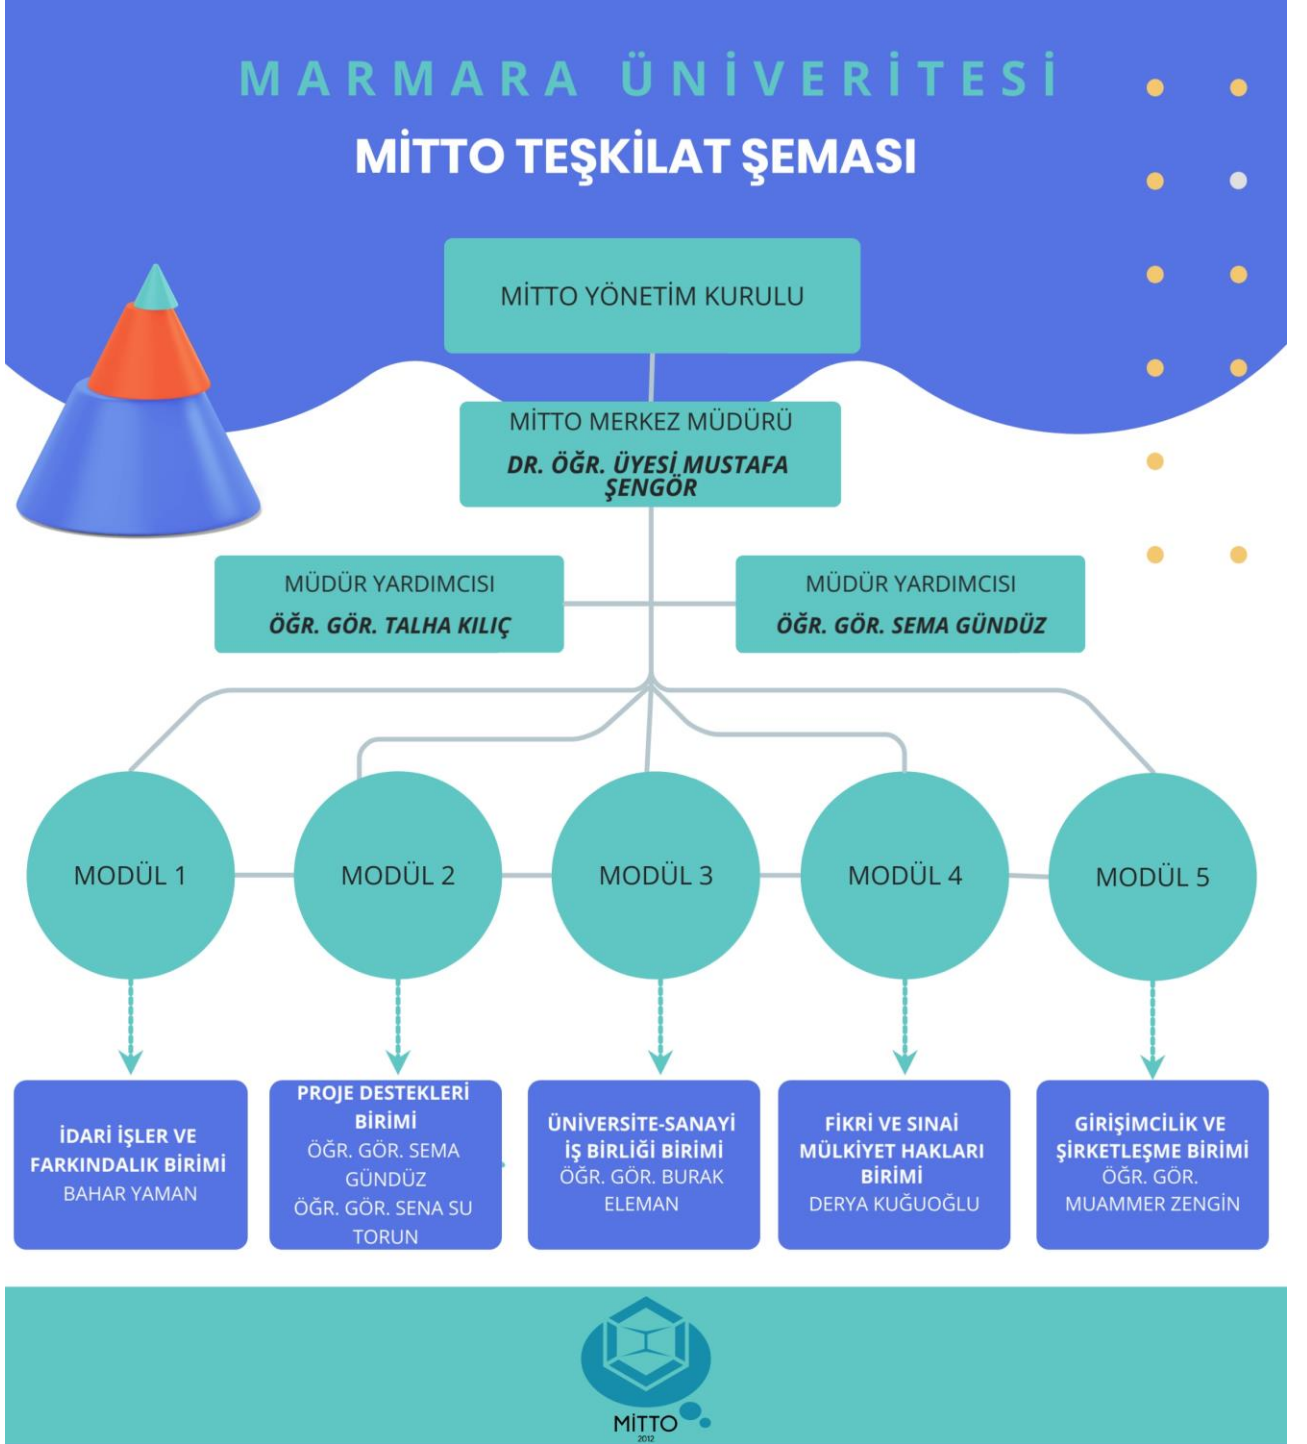 MARMARA ÜNİVERİTESİ
MİTTO TEŞKİLAT ŞEMASI
MİTTO YÖNETİM KURULU
MİTTO MERKEZ MÜDÜRÜ
DR. ÖĞR. ÜYESİ MUSTAFA
ŞENGÖR
MÜDÜR YARDIMCISI
ÖĞR. GÖR. TALHA KILIÇ
MÜDÜR YARDIMCISI
ÖĞR. GÖR. SEMA GÜNDÜZ
MODÜL 1
MODÜL 2
MODÜL 3
MODÜL 4
MODÜL 5
İDARİ İŞLER VE
FARKINDALIK BİRİMİ
BAHAR YAMAN
PROJE DESTEKLERİ
BİRİMİ
ÖĞR. GÖR. SEMA
GÜNDÜZ
ÖĞR. GÖR. SENA SU
TORUN
ÜNİVERSİTE-SANAYİ
İŞ BİRLİĞİ BİRİMİ
ÖĞR. GÖR. BURAK
ELEMAN
FİKRİ VE SINAİ
MÜLKİYET HAKLARI
BİRİMİ
DERYA KUĞUOĞLU
GİRİŞİMCİLİK VE
ŞİRKETLEŞME BİRİMİ
ÖĞR. GÖR.
MUAMMER ZENGİN
MİTTO
2012